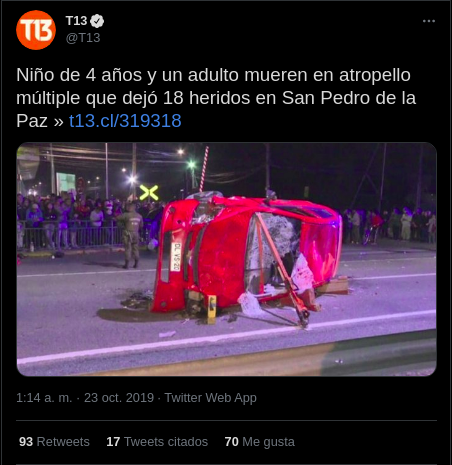 T13
T13
@T13
Niño de 4 años y un adulto mueren en atropello
múltiple que dejó 18 heridos en San Pedro de la
Paz » t13.cl/319318
1:14 a. m. · 23 oct. 2019 · Twitter Web App
93 Retweets 17 Tweets citados 70 Me gusta